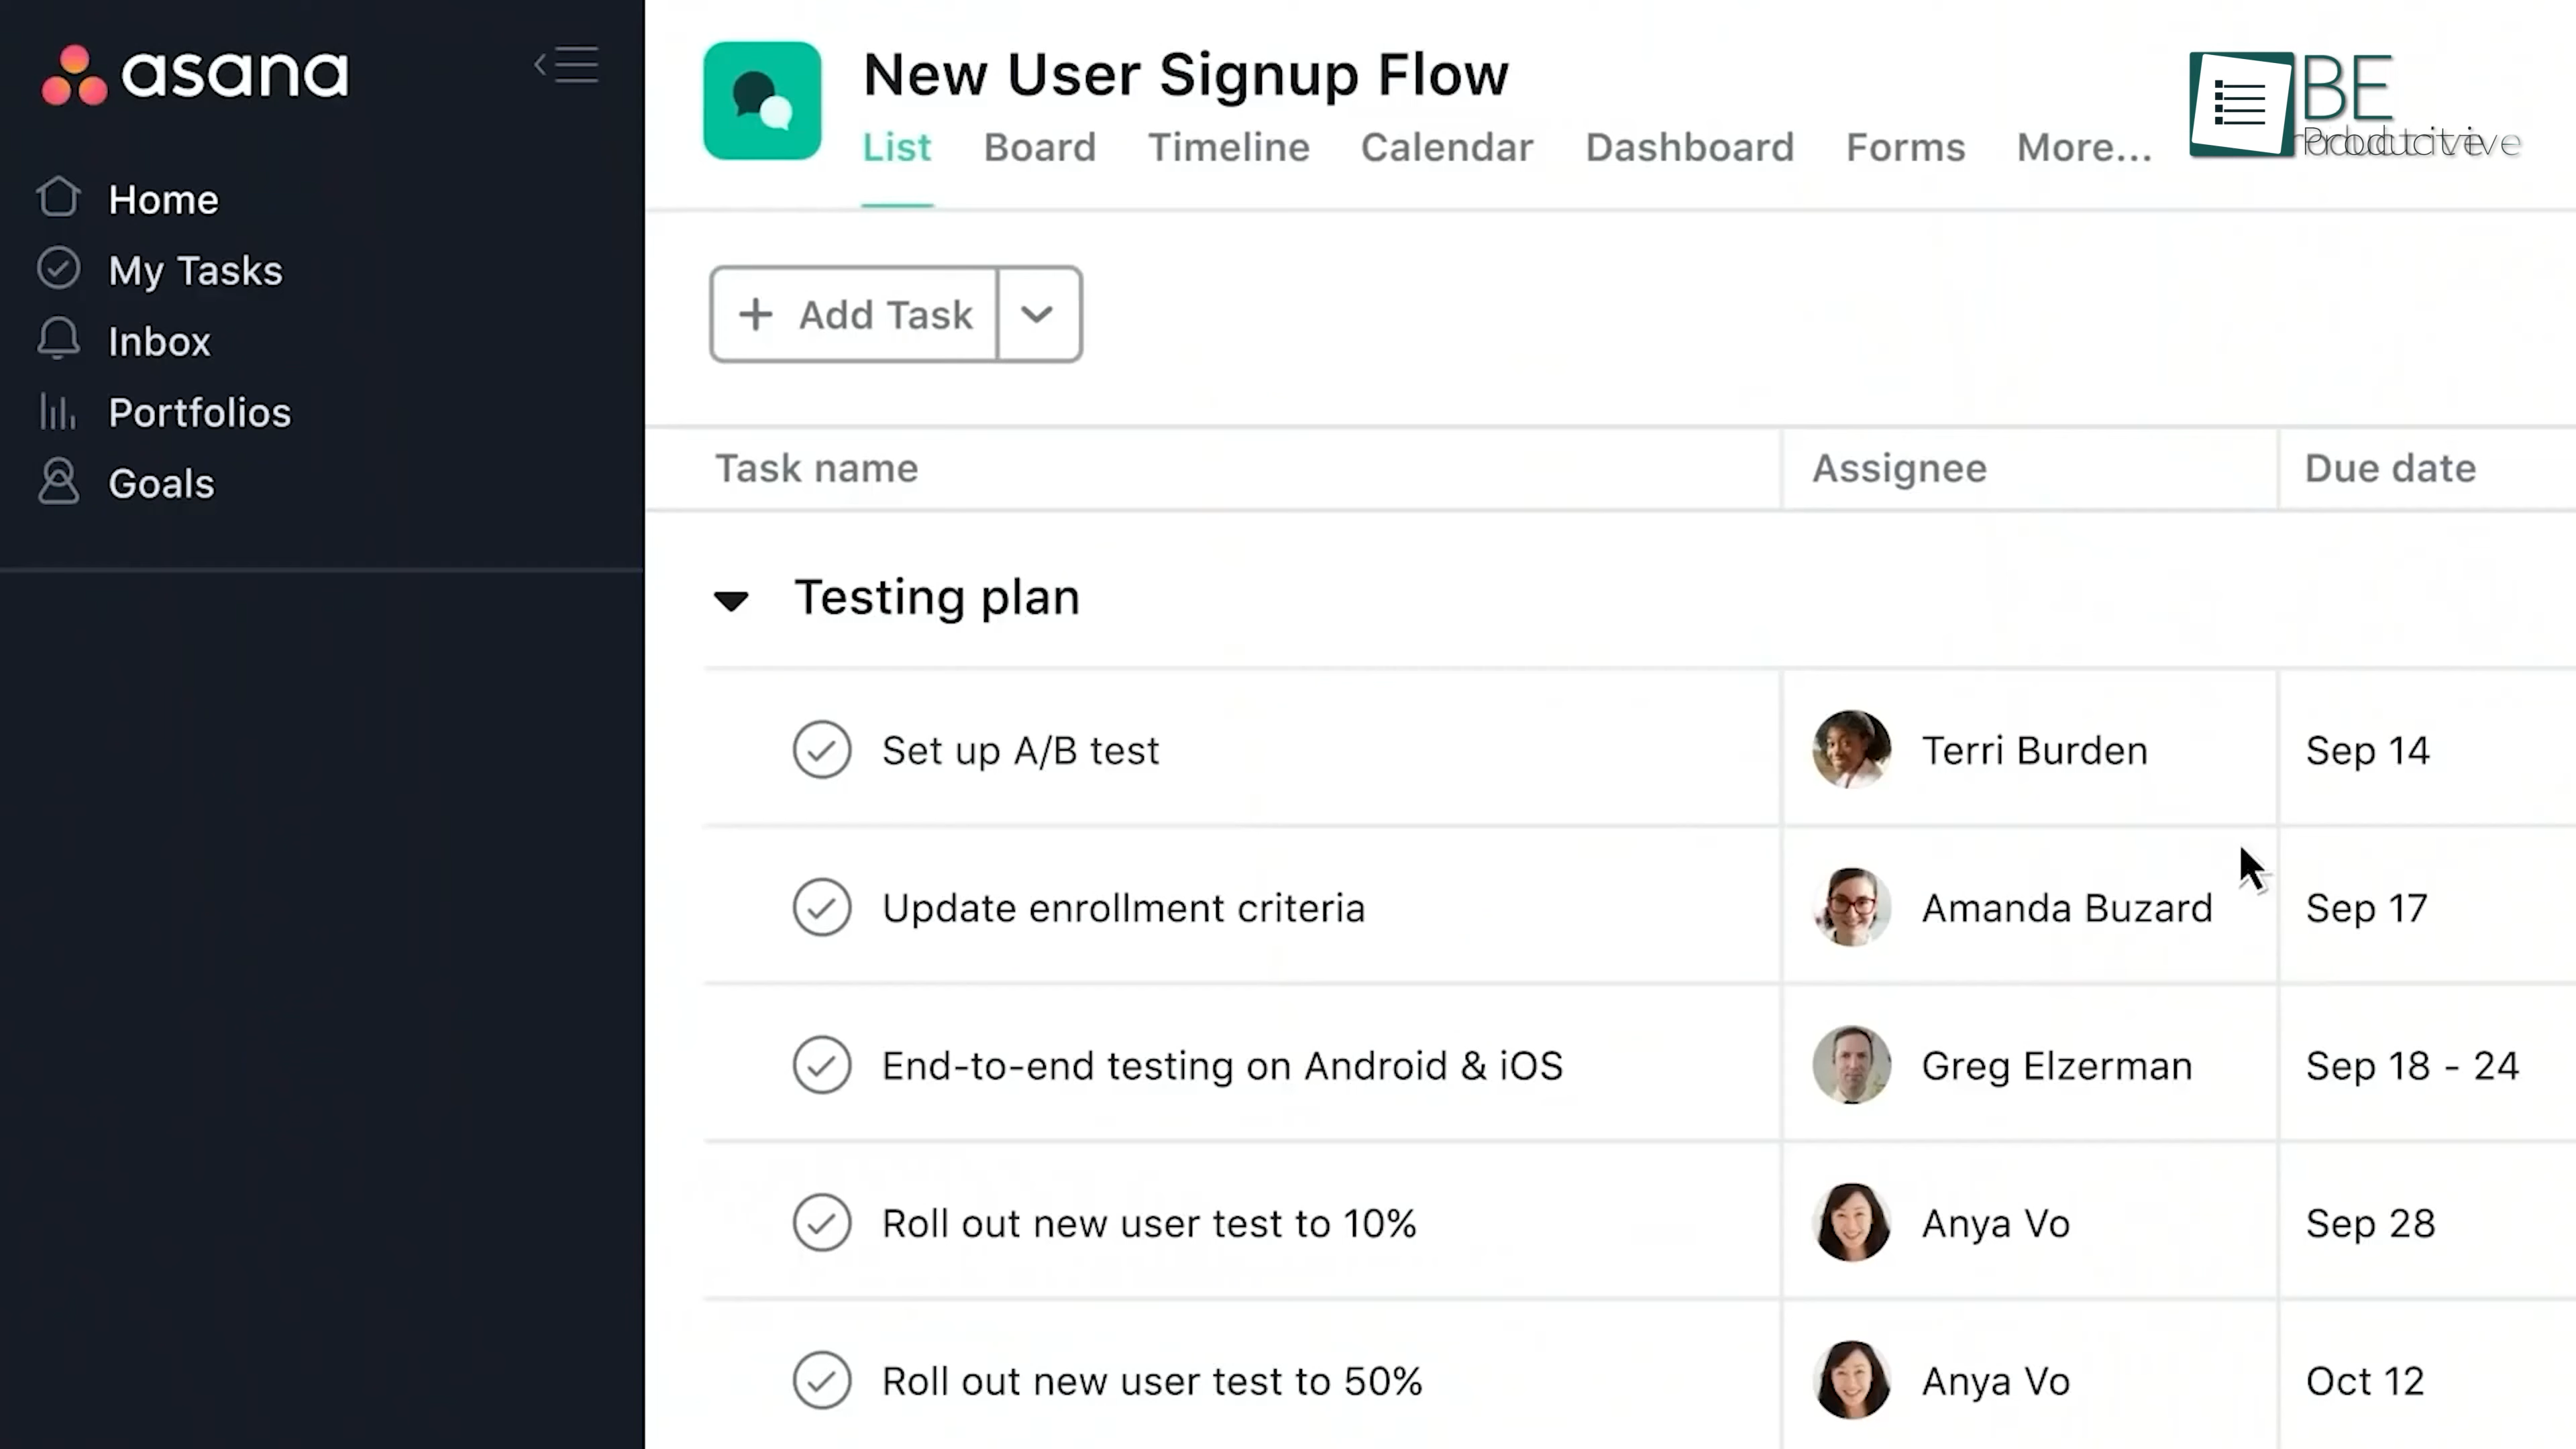 asana
Home
My Tasks
Inbox
Portfolios
Goals
New User Signup Flow
List Board Timeline Calendar Dashboard Forms More...
BE
Productive
+ Add Task
Task name Assignee Due date
Testing plan
Set up A/B test Terri Burden Sep 14
Update enrollment criteria Amanda Buzard Sep 17
End-to-end testing on Android & iOS Greg Elzerman Sep 18 - 24
Roll out new user test to 10% Anya Vo Sep 28
Roll out new user test to 50% Anya Vo Oct 12